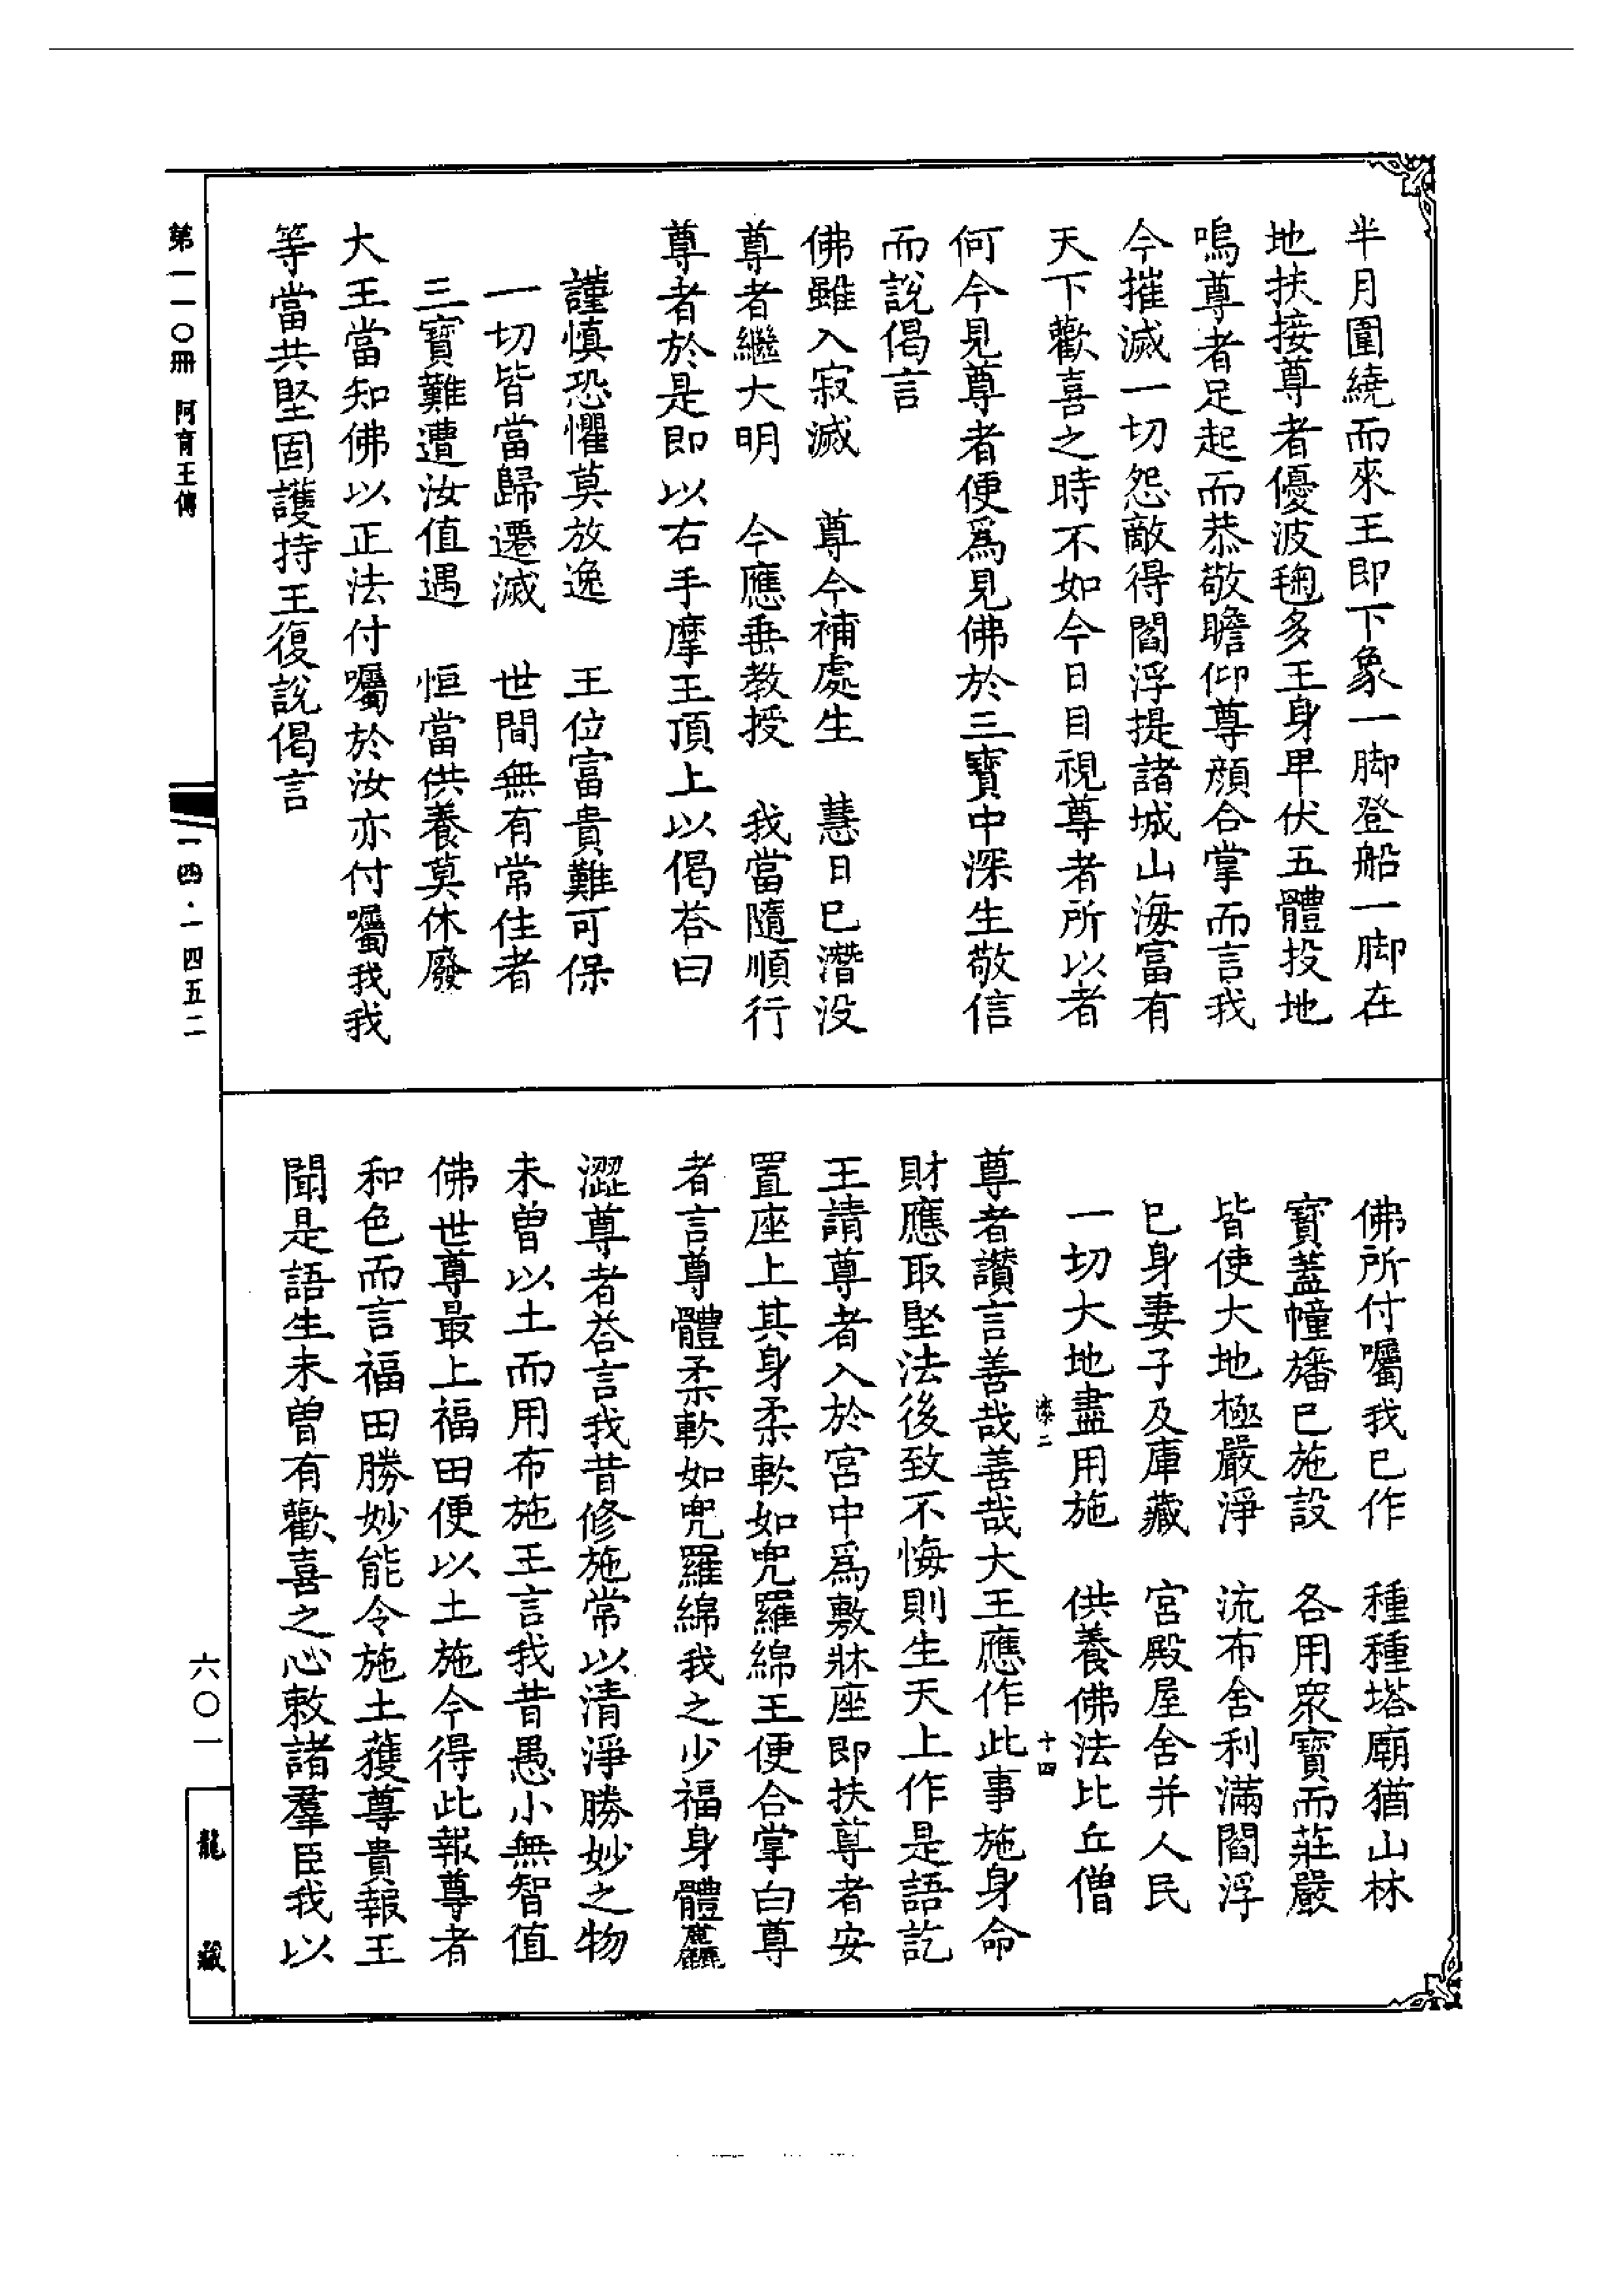 半月圍繞而來王即下象一脚登船一脚在
地扶接尊者優波毱多王身卑伏五體投地
嗚尊者足起而恭敬瞻仰尊顔合掌而言我
今摧滅一切怨敵得閻浮提諸城山海富有
天下歡喜之時不如今日目視尊者所以者
何今見尊者便爲見佛於三寶中深生敬信
而說偈言
佛雖入寂滅　尊今補處生　慧日已潛没
尊者繼大明　今應垂教授　我當隨順行
尊者於是即以右手摩王頂上以偈荅曰
謹慎恐懼莫放逸　王位富貴難可保
一切皆當歸遷滅　世間無有常住者
三寶難遭汝值遇　恒當供養莫休廢
大王當知佛以正法付囑於汝亦付囑我我
等當共堅固護持王復說偈言
佛所付囑我已作　種種塔廟猶山林
寶蓋幢旛已施設　各用衆寶而莊嚴
皆使大地極嚴淨　流布舍利滿閻浮
已身妻子及庫藏　宮殿屋舍并人民
一切大地盡用施　供養佛法比丘僧
漆二　十四
尊者讚言善哉善哉大王應作此事施身命
財應取堅法後致不悔則生天上作是語訖
王請尊者入於宮中爲敷牀座即扶尊者安
置座上其身柔軟如兜羅綿王便合掌白尊
者言尊體柔軟如兜羅綿我之少福身體麤
澀尊者荅言我昔修施常以清淨勝妙之物
未曾以土而用布施王言我昔愚小無智值
佛世尊最上福田便以土施今得此報尊者
和色而言福田勝妙能令施土獲尊貴報王
聞是語生未曾有歡喜之心敕諸羣臣我以
第一一〇冊　阿育王傳
一四·一四五二
六〇一
龍藏